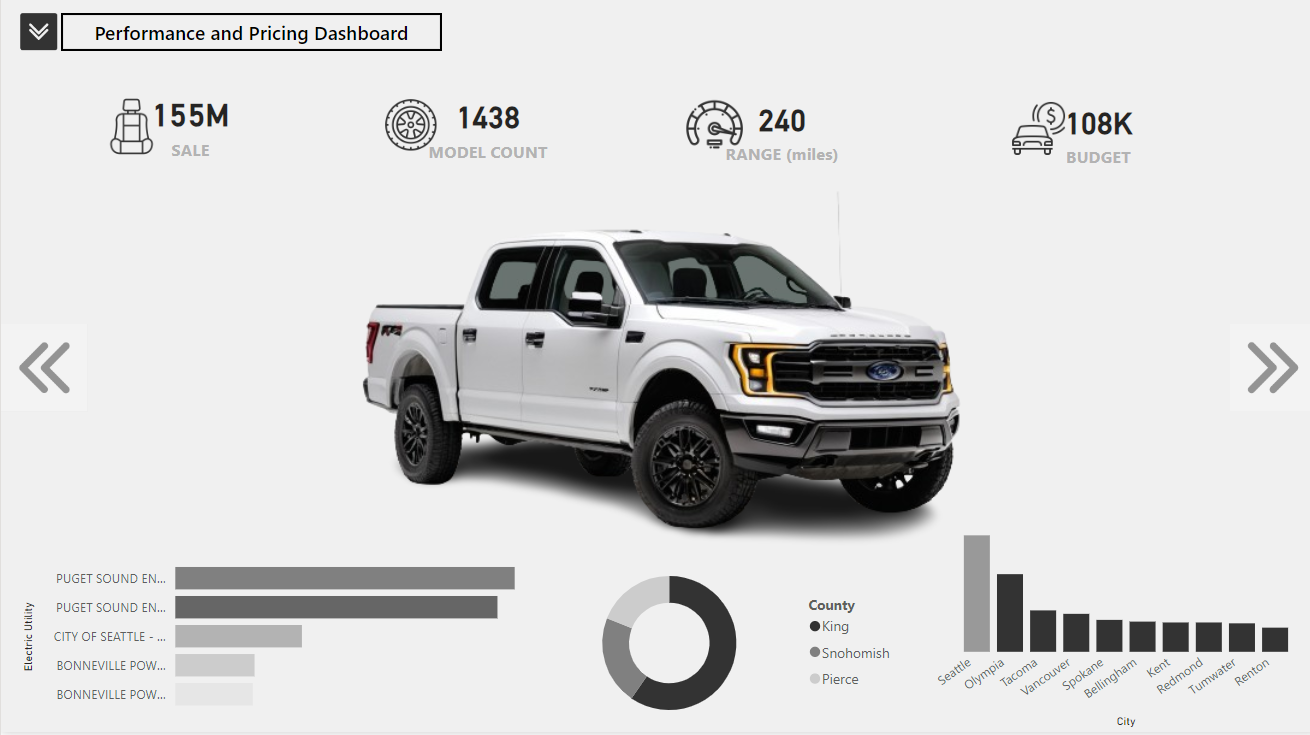 Performance and Pricing Dashboard
155M
SALE
1438
MODEL COUNT
240
RANGE (miles)
$
108K
BUDGET
Ford
Electric Utility
PUGET SOUND EN...
PUGET SOUND EN...
CITY OF SEATTLE - ...
BONNEVILLE POW...
BONNEVILLE POW...
County
King
Snohomish
Pierce
Seattle
Olympia
Tacoma
Vancouver
Spokane
Bellingham
Kent
Redmond
Tumwater
Renton
City